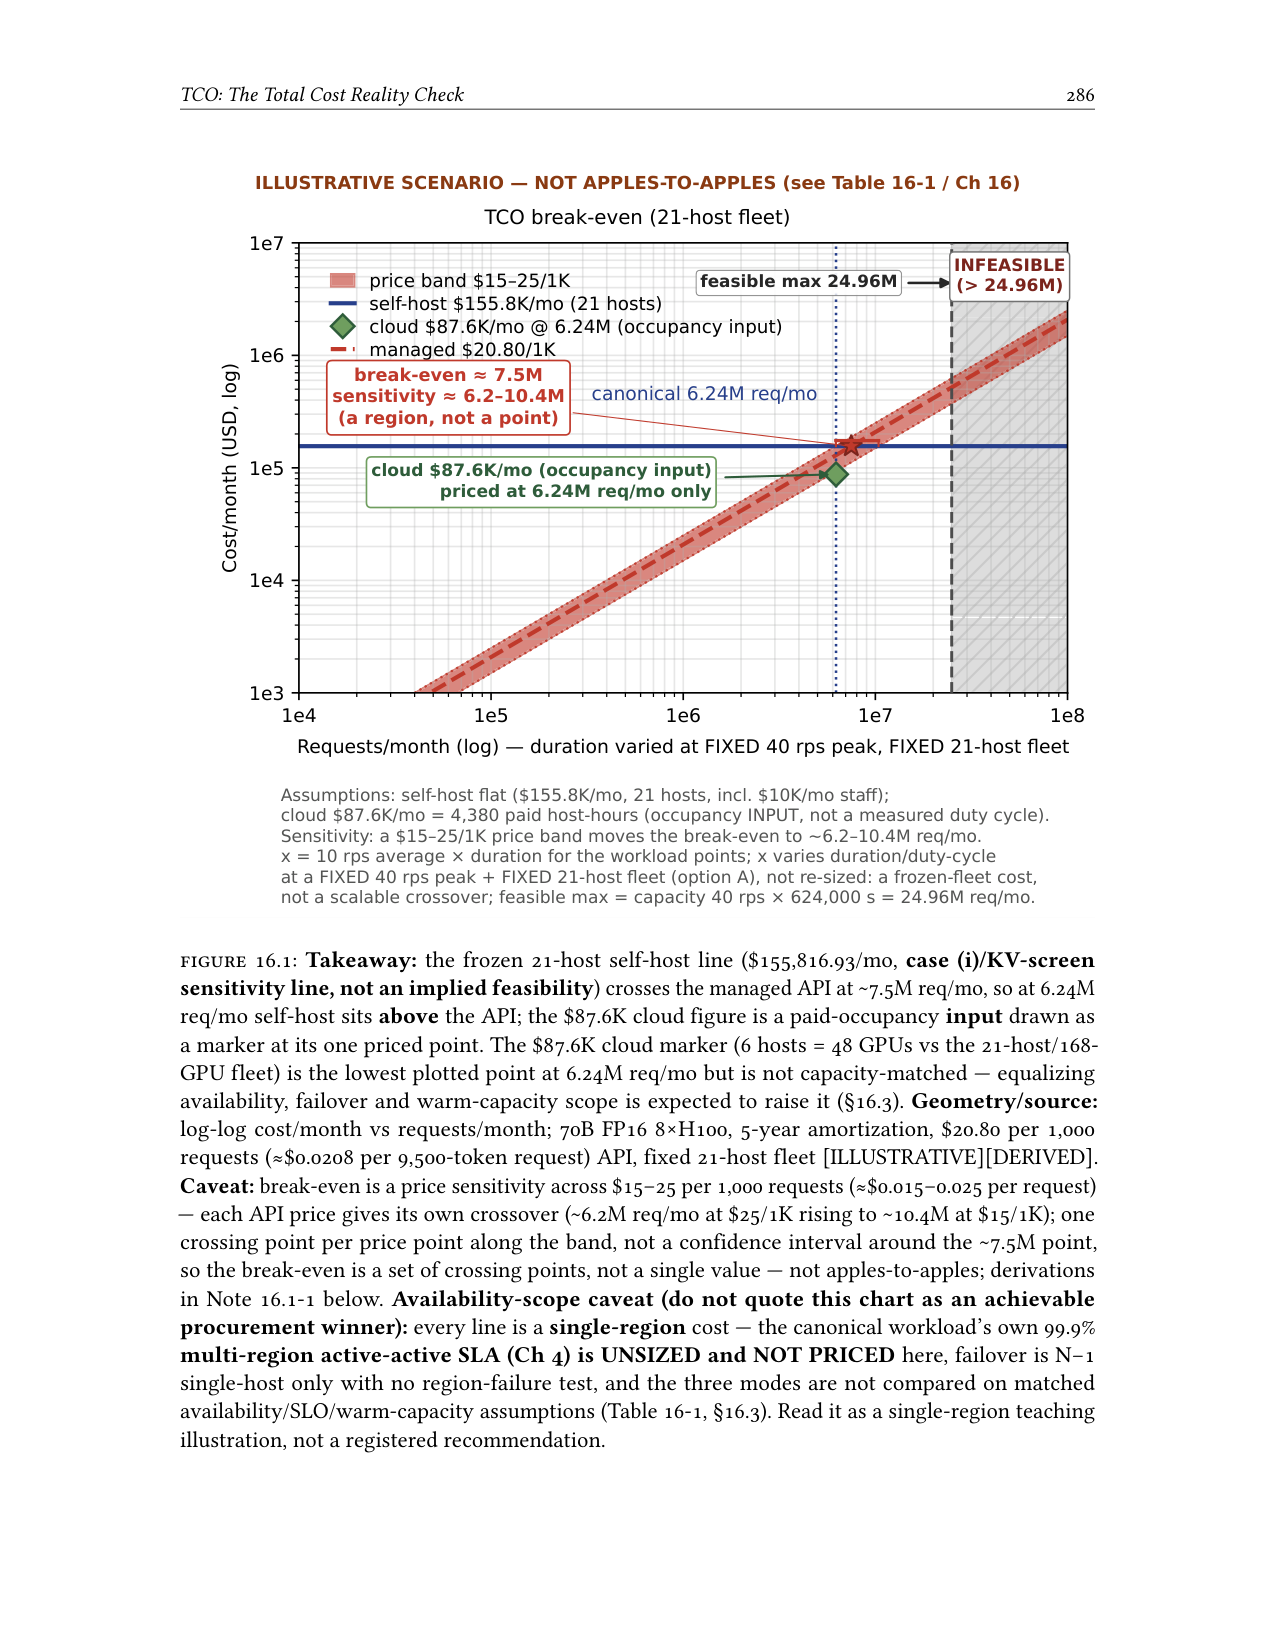 TCO: The Total Cost Reality Check 286
ILLUSTRATIVE SCENARIO — NOT APPLES-TO-APPLES (see Table 16-1 / Ch 16)
TCO break-even (21-host fleet)
1e7
1e6
1e5
1e4
1e3
Cost/month (USD, log)
price band $15–25/1K
self-host $155.8K/mo (21 hosts)
cloud $87.6K/mo @ 6.24M (occupancy input)
managed $20.80/1K
feasible max 24.96M
INFEASIBLE
(> 24.96M)
break-even ≈ 7.5M
sensitivity ≈ 6.2–10.4M
(a region, not a point)
canonical 6.24M req/mo
cloud $87.6K/mo (occupancy input)
priced at 6.24M req/mo only
1e4 1e5 1e6 1e7 1e8
Requests/month (log) — duration varied at FIXED 40 rps peak, FIXED 21-host fleet
Assumptions: self-host flat ($155.8K/mo, 21 hosts, incl. $10K/mo staff);
cloud $87.6K/mo = 4,380 paid host-hours (occupancy INPUT, not a measured duty cycle).
Sensitivity: a $15–25/1K price band moves the break-even to ~6.2–10.4M req/mo.
x = 10 rps average × duration for the workload points; x varies duration/duty-cycle
at a FIXED 40 rps peak + FIXED 21-host fleet (option A), not re-sized: a frozen-fleet cost,
not a scalable crossover; feasible max = capacity 40 rps × 624,000 s = 24.96M req/mo.
FIGURE 16.1: Takeaway: the frozen 21-host self-host line ($155,816.93/mo, case (i)/KV-screen
sensitivity line, not an implied feasibility) crosses the managed API at ~7.5M req/mo, so at 6.24M
req/mo self-host sits above the API; the $87.6K cloud figure is a paid-occupancy input drawn as
a marker at its one priced point. The $87.6K cloud marker (6 hosts = 48 GPUs vs the 21-host/168-
GPU fleet) is the lowest plotted point at 6.24M req/mo but is not capacity-matched — equalizing
availability, failover and warm-capacity scope is expected to raise it (§16.3). Geometry/source:
log-log cost/month vs requests/month; 70B FP16 8×H100, 5-year amortization, $20.80 per 1,000
requests (≈$0.0208 per 9,500-token request) API, fixed 21-host fleet [ILLUSTRATIVE][DERIVED].
Caveat: break-even is a price sensitivity across $15–25 per 1,000 requests (≈$0.015–0.025 per request)
— each API price gives its own crossover (~6.2M req/mo at $25/1K rising to ~10.4M at $15/1K); one
crossing point per price point along the band, not a confidence interval around the ~7.5M point,
so the break-even is a set of crossing points, not a single value — not apples-to-apples; derivations
in Note 16.1-1 below. Availability-scope caveat (do not quote this chart as an achievable
procurement winner): every line is a single-region cost — the canonical workload's own 99.9%
multi-region active-active SLA (Ch 4) is UNSIZED and NOT PRICED here, failover is N–1
single-host only with no region-failure test, and the three modes are not compared on matched
availability/SLO/warm-capacity assumptions (Table 16-1, §16.3). Read it as a single-region teaching
illustration, not a registered recommendation.